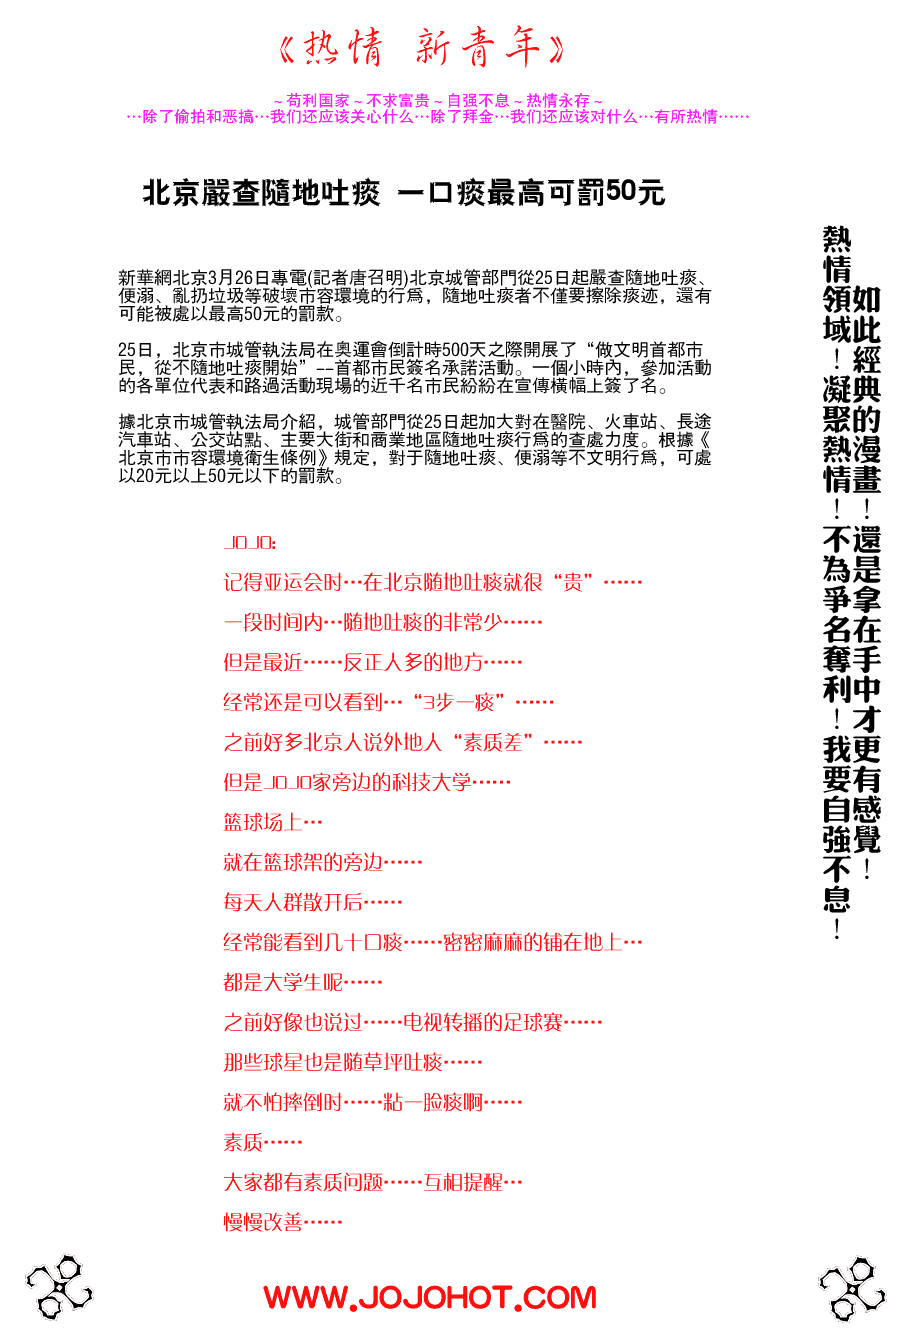 《热情 新青年》
～苟利国家～不求富贵～自强不息～热情永存～
…除了偷拍和恶搞…我们还应该关心什么…除了拜金…我们还应该对什么…有所热情……
北京嚴查隨地吐痰 一口痰最高可罰50元
新華網北京3月26日專電(記者唐召明)北京城管部門從25日起嚴查隨地吐痰、
便溺、亂扔垃圾等破壞市容環境的行爲，隨地吐痰者不僅要擦除痰迹，還有
可能被處以最高50元的罰款。
25日，北京市城管執法局在奥運會倒計時500天之際開展了“做文明首都市
民，從不隨地吐痰開始”--首都市民簽名承諾活動。一個小時內，參加活動
的各單位代表和路過活動現場的近千名市民紛紛在宣傳橫幅上簽了名。
據北京市城管執法局介紹，城管部門從25日起加大對在醫院、火車站、長途
汽車站、公交站點、主要大街和商業地區隨地吐痰行爲的查處力度。根據《
北京市市容環境衛生條例》規定，對于隨地吐痰、便溺等不文明行爲，可處
以20元以上50元以下的罰款。
JOJO:
记得亚运会时…在北京随地吐痰就很“贵”……
一段时间内…随地吐痰的非常少……
但是最近……反正人多的地方……
经常还是可以看到…“3步一痰”……
之前好多北京人说外地人“素质差”……
但是JOJO家旁边的科技大学……
篮球场上…
就在篮球架的旁边……
每天人群散开后……
经常能看到几十口痰……密密麻麻的铺在地上…
都是大学生呢……
之前好像也说过……电视转播的足球赛……
那些球星也是随草坪吐痰……
就不怕摔倒时……粘一脸痰啊……
素质……
大家都有素质问题……互相提醒…
慢慢改善……
如此經典的漫畫！還是拿在手中才更有感覺！
熱情領域！凝聚熱情！不為爭名奪利！我要自強不息！
WWW.JOJOHOT.COM